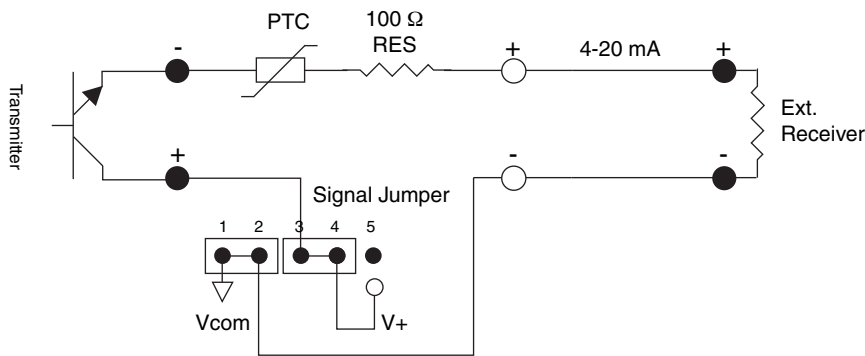 PTC
100 Ω
RES
4-20 mA
-
+
+
Transmitter
Ext.
Receiver
+
-
-
Signal Jumper
1 2 3 4 5
Vcom
V+